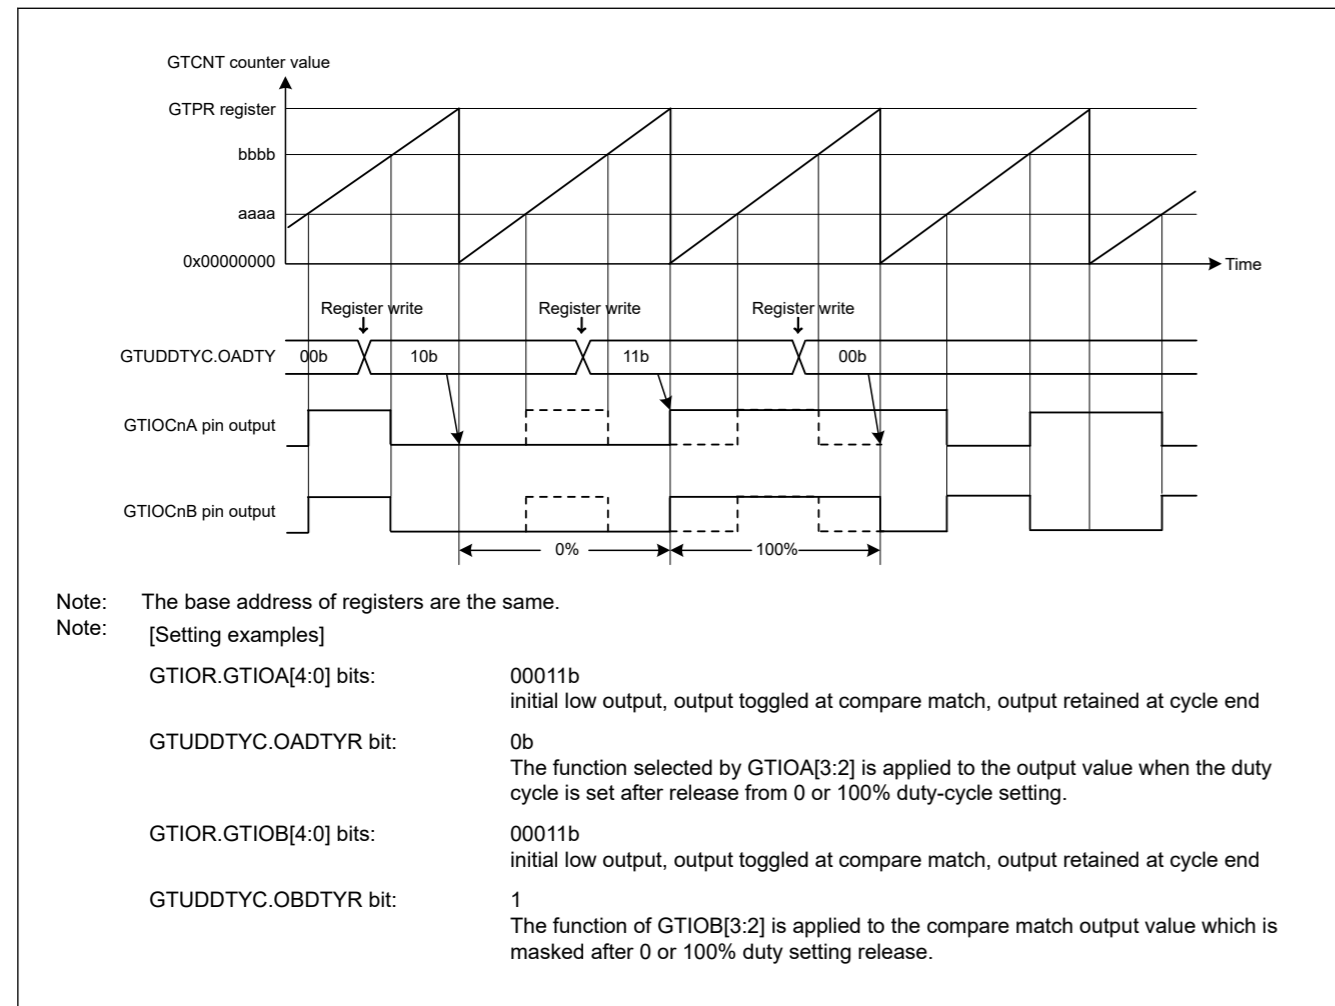 GTCNT counter value
GTPR register
bbbb
aaaa
0x00000000
Time
Register write Register write Register write
GTUDDTYC.OADTY 00b 10b 11b 00b
GTIOCnA pin output
GTIOCnB pin output
0% 100%
Note: The base address of registers are the same.
Note: [Setting examples]
GTIOR.GTIOA[4:0] bits: 00011b
initial low output, output toggled at compare match, output retained at cycle end
GTUDDTYC.OADTYR bit: 0b
The function selected by GTIOA[3:2] is applied to the output value when the duty
cycle is set after release from 0 or 100% duty-cycle setting.
GTIOR.GTIOB[4:0] bits: 00011b
initial low output, output toggled at compare match, output retained at cycle end
GTUDDTYC.OBDTYR bit: 1
The function of GTIOB[3:2] is applied to the compare match output value which is
masked after 0 or 100% duty setting release.